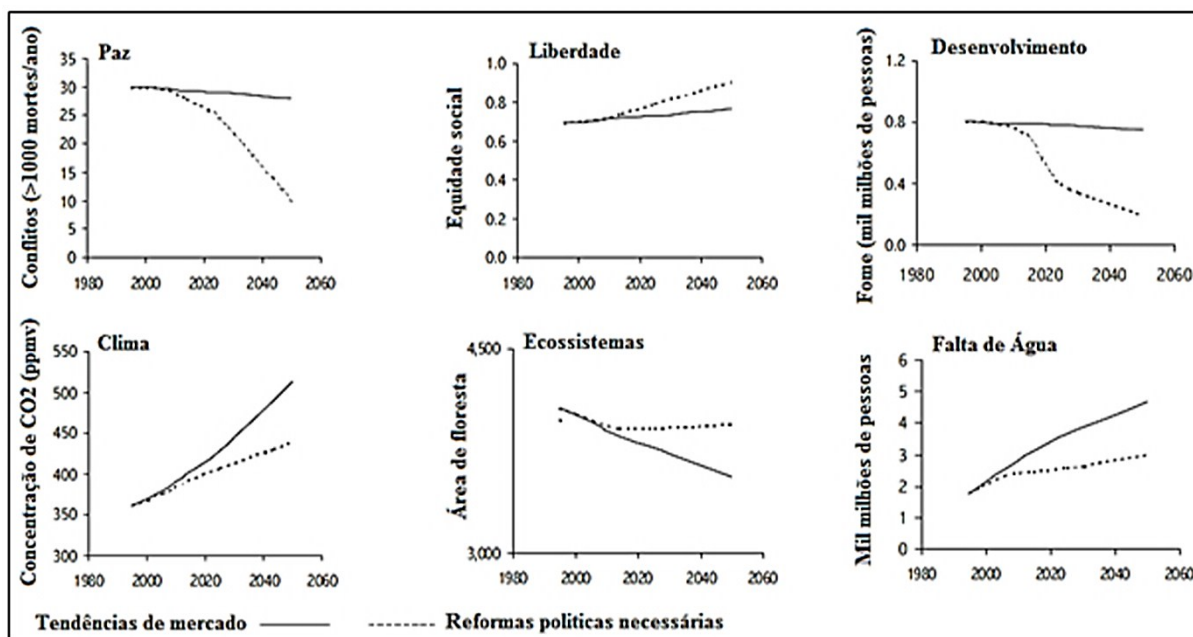 Paz
Conflitos (>1000 mortes/ano)
35
30
25
20
15
10
5
0
1980 2000 2020 2040 2060
Liberdade
Equidade social
1.0
0.8
0.6
0.4
0.2
0.0
1980 2000 2020 2040 2060
Desenvolvimento
Fome (mil milhões de pessoas)
1.2
0.8
0.4
0.0
1980 2000 2020 2040 2060
Clima
Concentração de CO2 (ppmv)
550
500
450
400
350
300
1980 2000 2020 2040 2060
Ecossistemas
Área de floresta
4,500
3,000
1980 2000 2020 2040 2060
Falta de Água
Mil milhões de pessoas
6
5
4
3
2
1
0
1980 2000 2020 2040 2060
Tendências de mercado
Reformas politicas necessárias